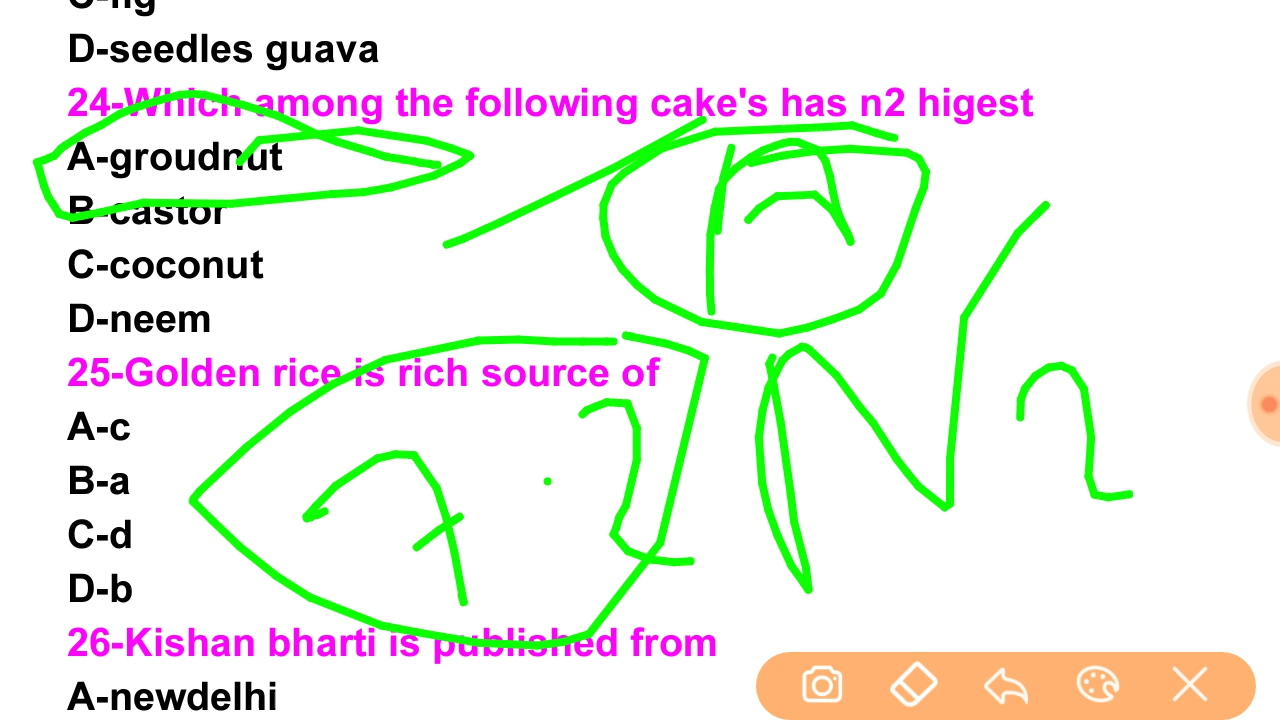 D-seedles guava
24-Which among the following cake's has n2 higest
A-groudnut
B-castor
C-coconut
D-neem
25-Golden rice is rich source of
A-c
B-a
C-d
D-b
26-Kishan bharti is published from
A-newdelhi
A
N2
7.2